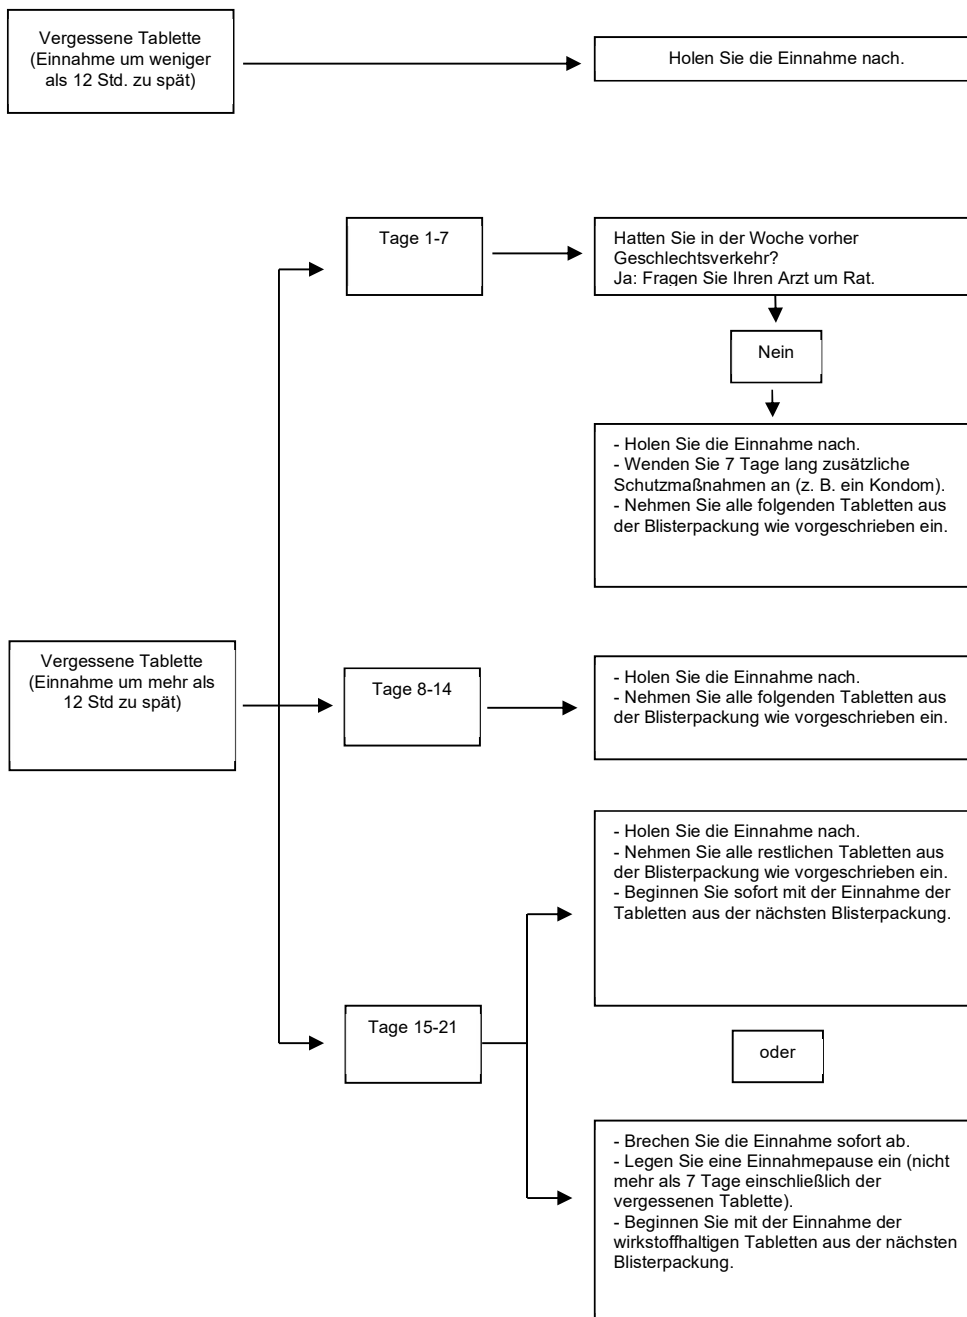 Vergessene Tablette
(Einnahme um weniger
als 12 Std. zu spät)
Holen Sie die Einnahme nach.
Tage 1-7
Hatten Sie in der Woche vorher
Geschlechtsverkehr?
Ja: Fragen Sie Ihren Arzt um Rat.
Nein
- Holen Sie die Einnahme nach.
- Wenden Sie 7 Tage lang zusätzliche
Schutzmaßnahmen an (z. B. ein Kondom).
- Nehmen Sie alle folgenden Tabletten aus
der Blisterpackung wie vorgeschrieben ein.
Vergessene Tablette
(Einnahme um mehr als
12 Std zu spät)
Tage 8-14
- Holen Sie die Einnahme nach.
- Nehmen Sie alle folgenden Tabletten aus
der Blisterpackung wie vorgeschrieben ein.
Tage 15-21
- Holen Sie die Einnahme nach.
- Nehmen Sie alle restlichen Tabletten aus
der Blisterpackung wie vorgeschrieben ein.
- Beginnen Sie sofort mit der Einnahme der
Tabletten aus der nächsten Blisterpackung.
oder
- Brechen Sie die Einnahme sofort ab.
- Legen Sie eine Einnahmepause ein (nicht
mehr als 7 Tage einschließlich der
vergessenen Tablette).
- Beginnen Sie mit der Einnahme der
wirkstoffhaltigen Tabletten aus der nächsten
Blisterpackung.